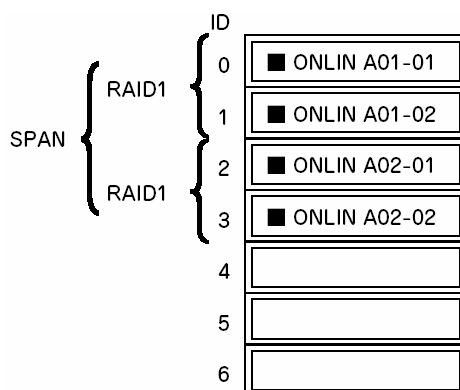 ID
0 ■ ONLIN A01-01
RAID1
1 ■ ONLIN A01-02
SPAN
2 ■ ONLIN A02-01
RAID1
3 ■ ONLIN A02-02
4
5
6